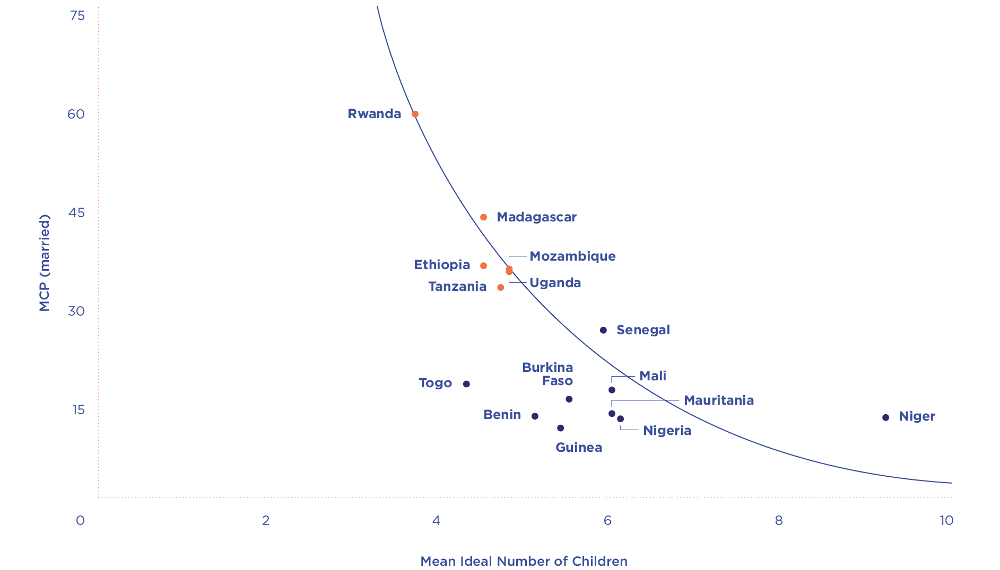 75
60
Rwanda
45
Madagascar
MCP (married)
Mozambique
Ethiopia
Uganda
Tanzania
30
Senegal
Burkina
Faso
Mali
Togo
Mauritania
15
Benin
Niger
Nigeria
Guinea
0
2
4
6
8
10
Mean Ideal Number of Children